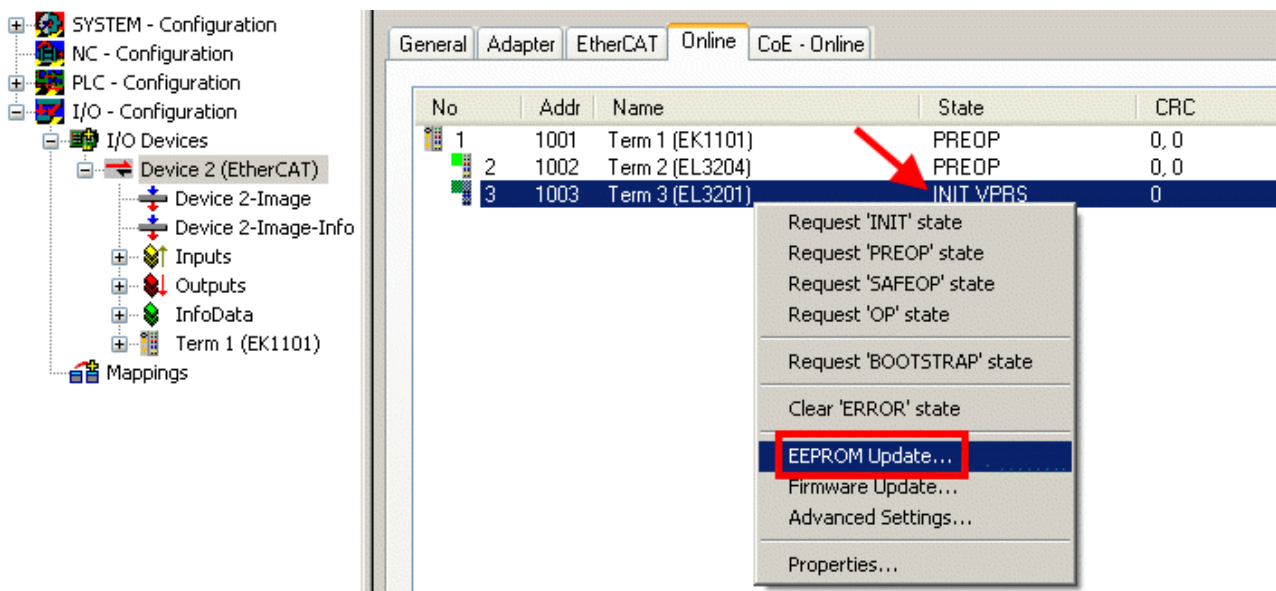 SYSTEM - Configuration
NC - Configuration
PLC - Configuration
I/O - Configuration
I/O Devices
Device 2 (EtherCAT)
Device 2-Image
Device 2-Image-Info
Inputs
Outputs
InfoData
Term 1 (EK1101)
Mappings
General Adapter EtherCAT Online CoE - Online
No Addr Name State CRC
1 1001 Term 1 (EK1101) PREOP 0, 0
2 1002 Term 2 (EL3204) PREOP 0, 0
3 1003 Term 3 (EL3201) INIT VPRS 0
Request 'INIT' state
Request 'PREOP' state
Request 'SAFEOP' state
Request 'OP' state
Request 'BOOTSTRAP' state
Clear 'ERROR' state
EEPROM Update...
Firmware Update...
Advanced Settings...
Properties...